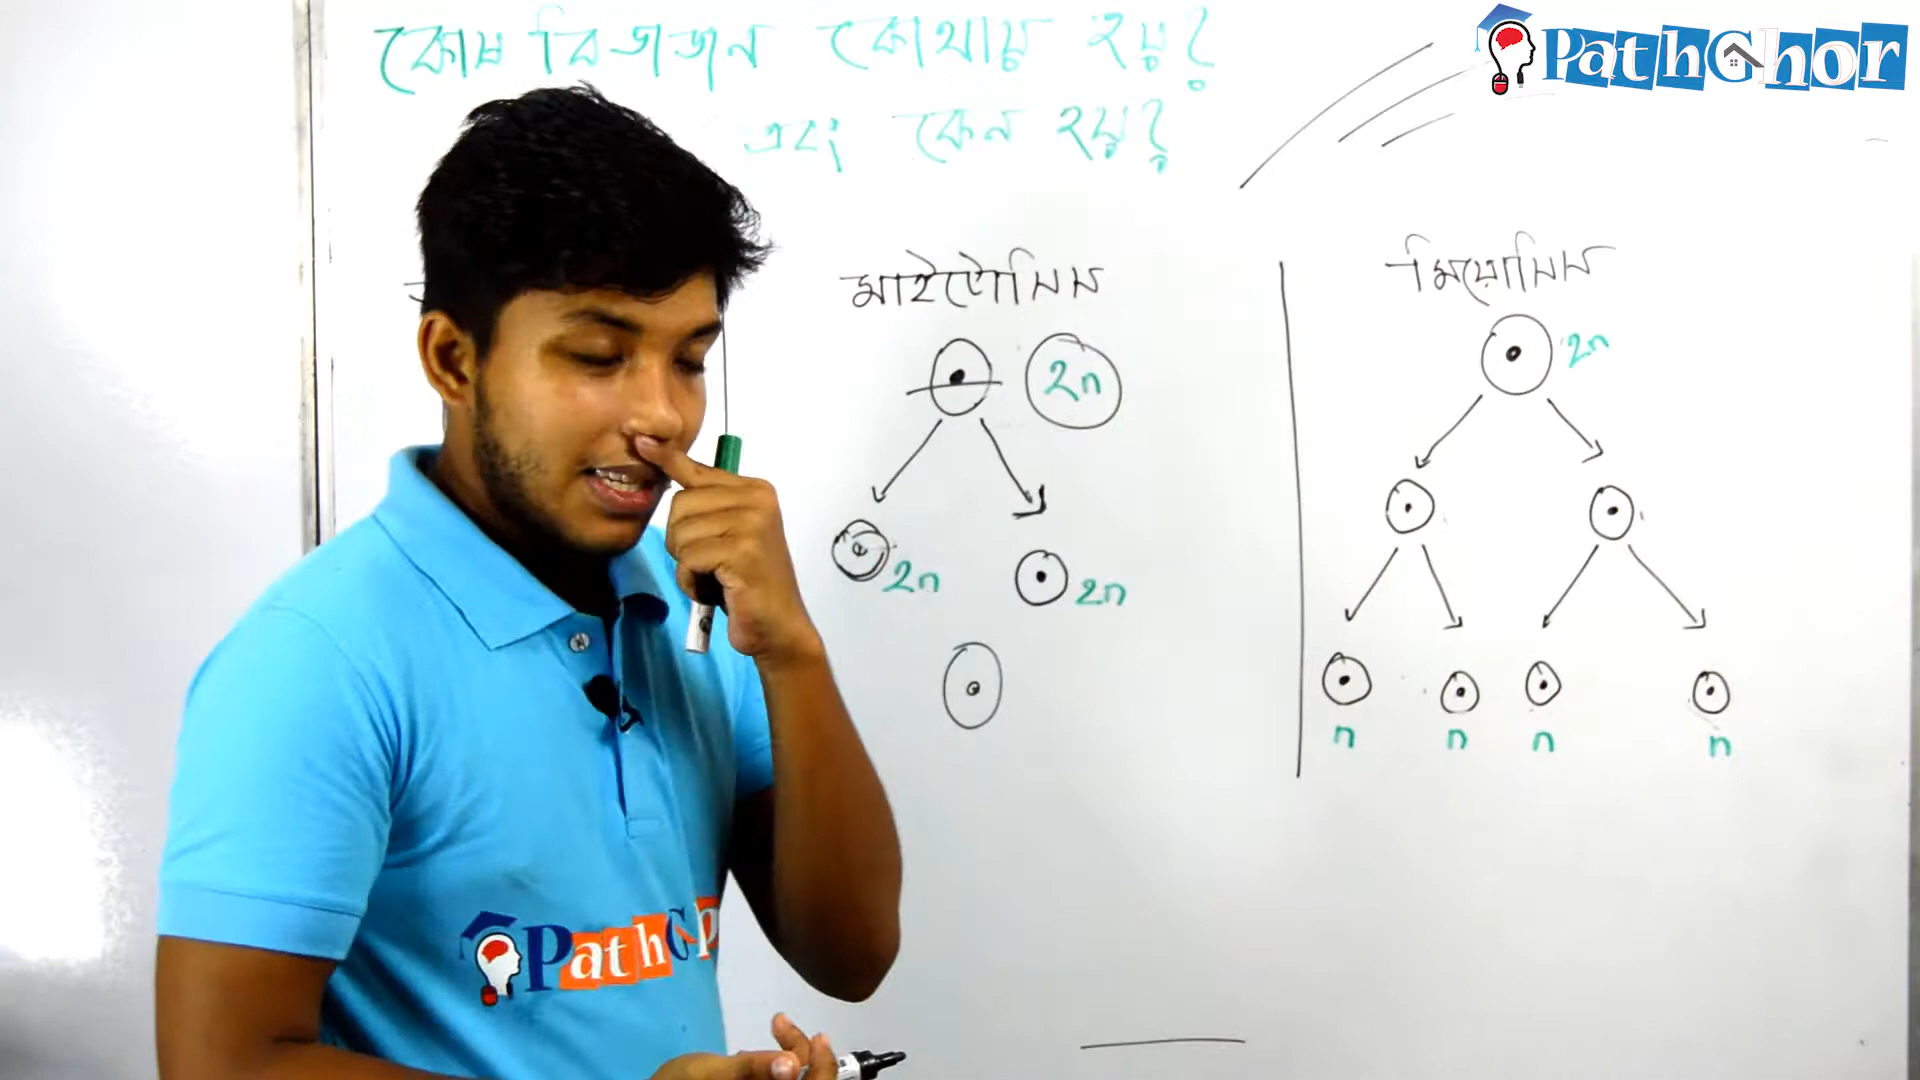 কোষ বিভাজন কোথায় হয়?
এবং কেন হয়?
PathGhor
মাইটোসিস
মিয়োসিস
2n
2n
2n
2n
n n n n
PathGh